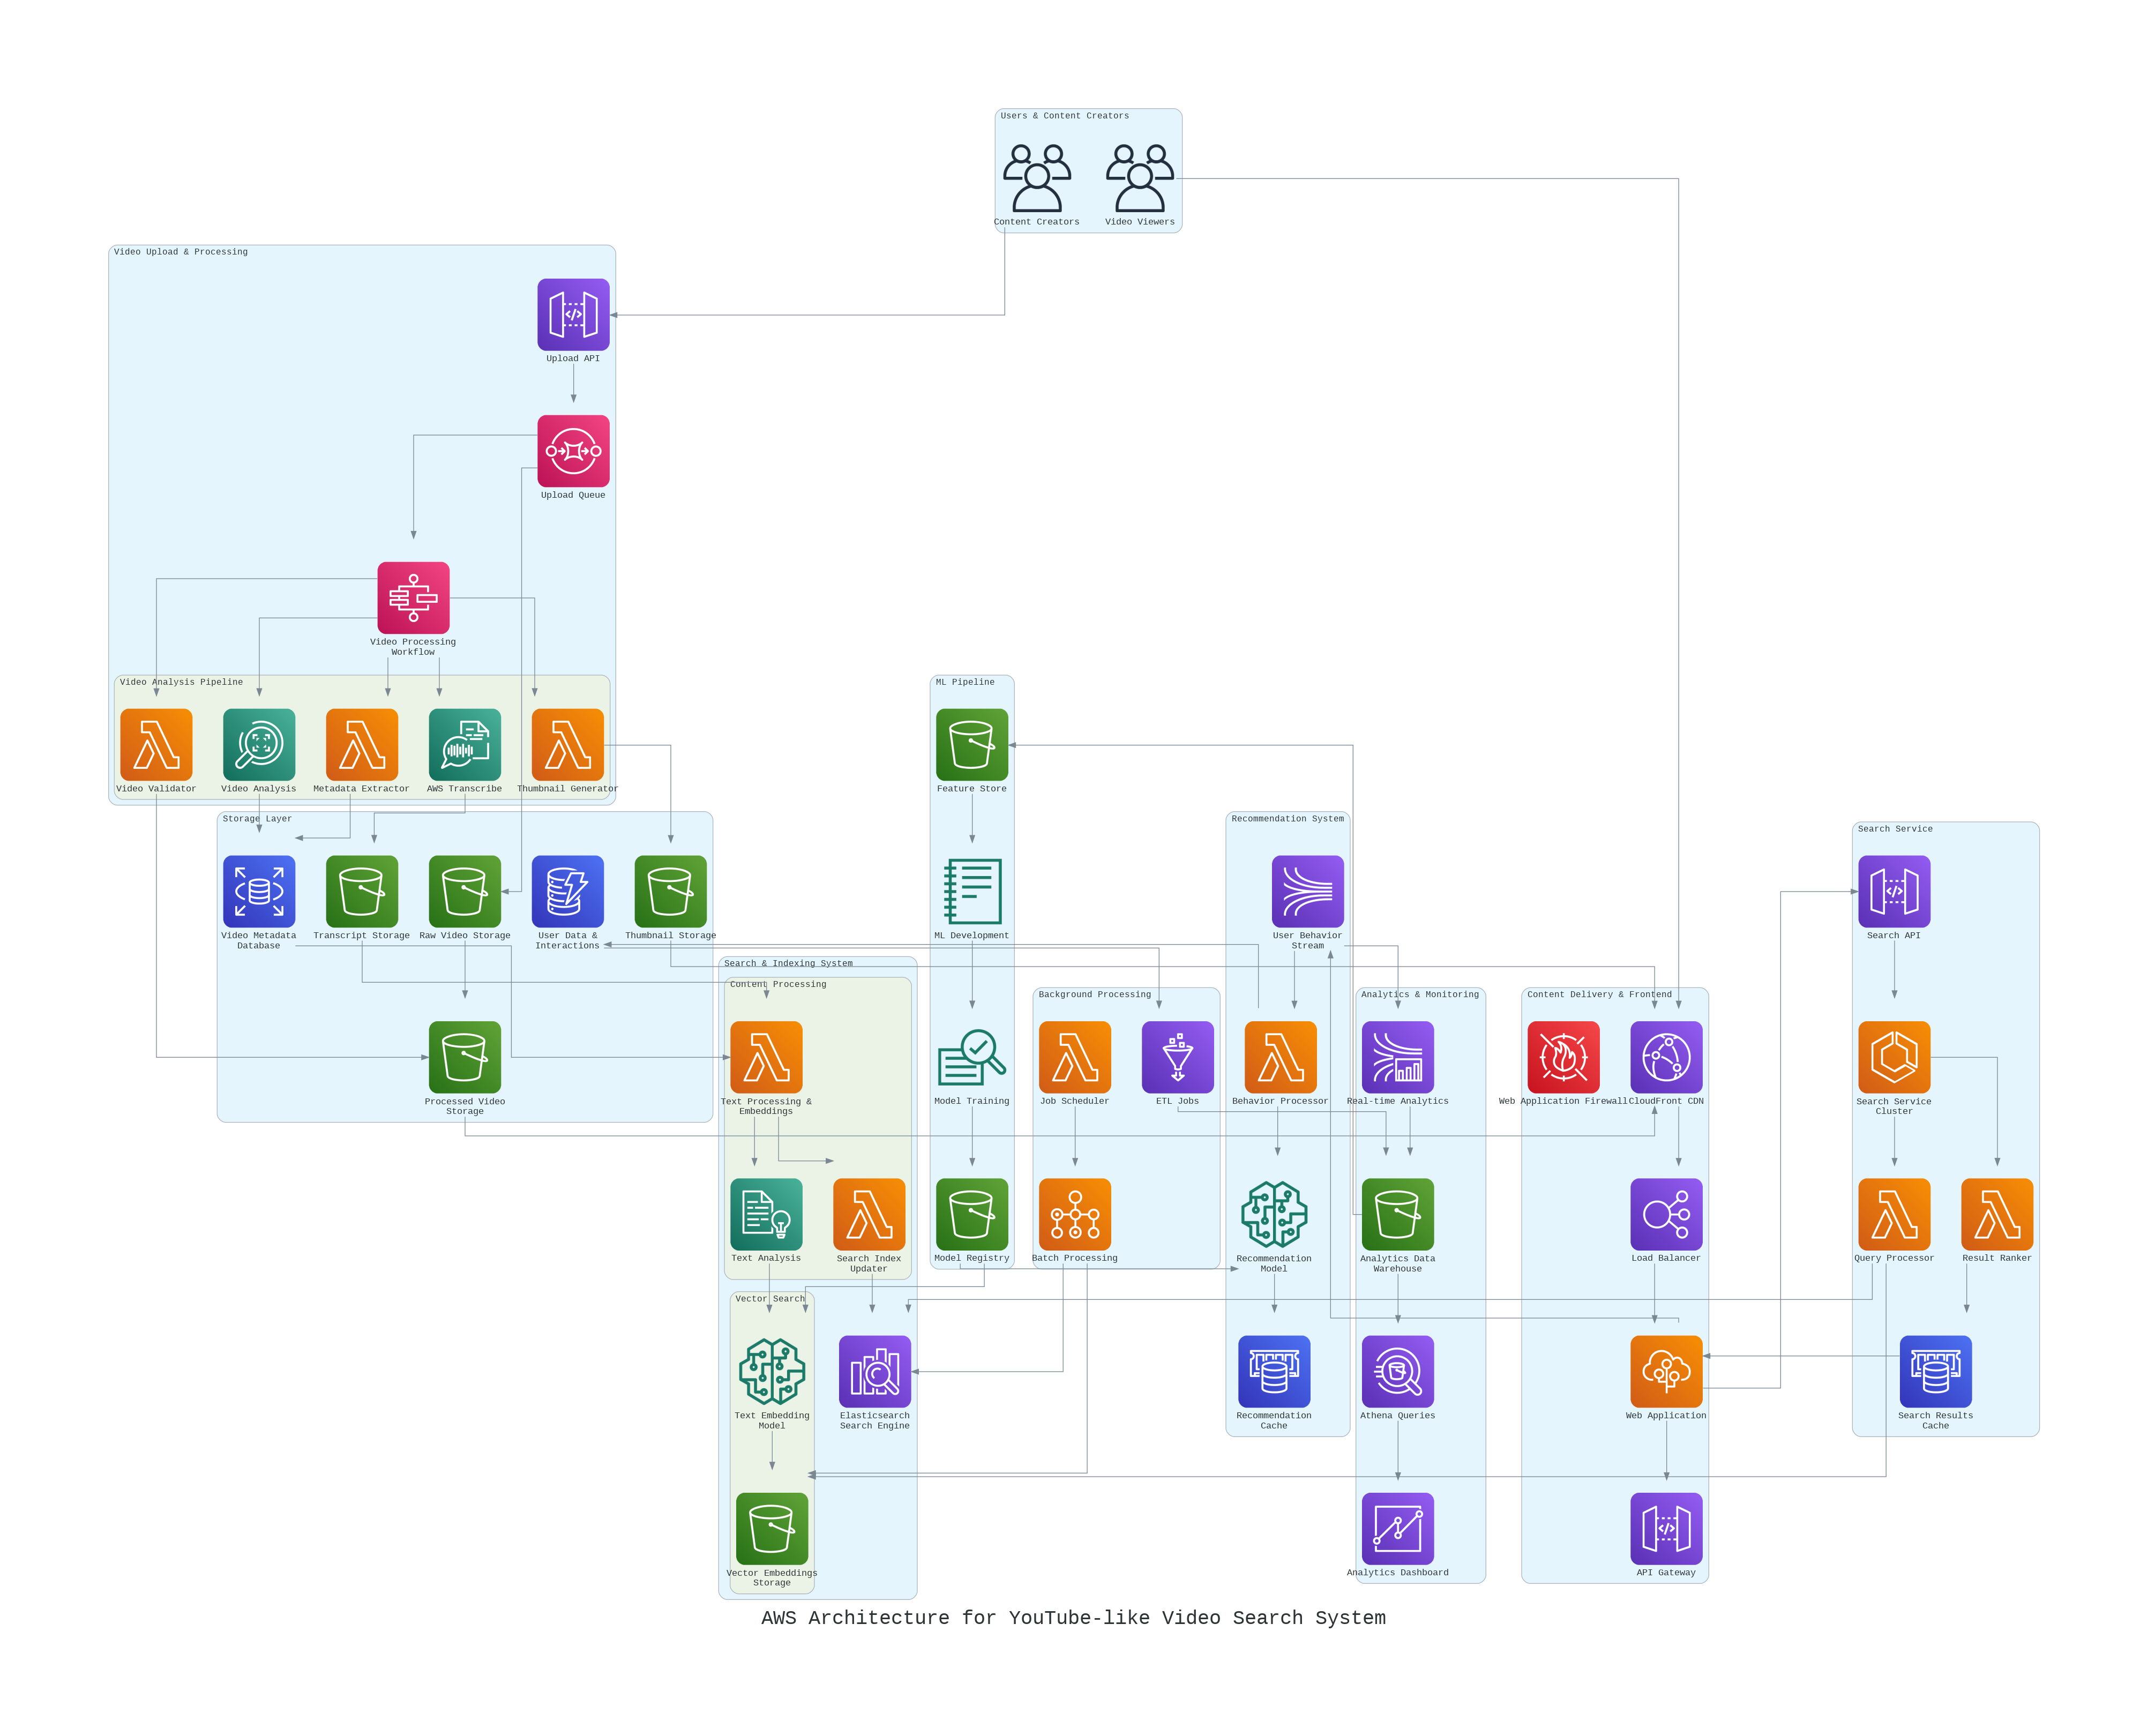 Users & Content Creators
Content Creators
Video Viewers
Video Upload & Processing
Upload API
Upload Queue
Video Processing
Workflow
Video Analysis Pipeline
Video Validator
Video Analysis
Metadata Extractor
AWS Transcribe
Thumbnail Generator
ML Pipeline
Feature Store
Storage Layer
Video Metadata
Database
Transcript Storage
Raw Video Storage
User Data &
Interactions
Thumbnail Storage
ML Development
Recommendation System
User Behavior
Stream
Search Service
Search API
Search & Indexing System
Content Processing
Background Processing
Analytics & Monitoring
Content Delivery & Frontend
Processed Video
Storage
Text Processing &
Embeddings
Model Training
Job Scheduler
ETL Jobs
Behavior Processor
Real-time Analytics
Web Application Firewall
CloudFront CDN
Search Service
Cluster
Text Analysis
Search Index
Updater
Model Registry
Batch Processing
Recommendation
Model
Analytics Data
Warehouse
Load Balancer
Query Processor
Result Ranker
Vector Search
Text Embedding
Model
Elasticsearch
Search Engine
Recommendation
Cache
Athena Queries
Web Application
Search Results
Cache
Vector Embeddings
Storage
Analytics Dashboard
API Gateway
AWS Architecture for YouTube-like Video Search System